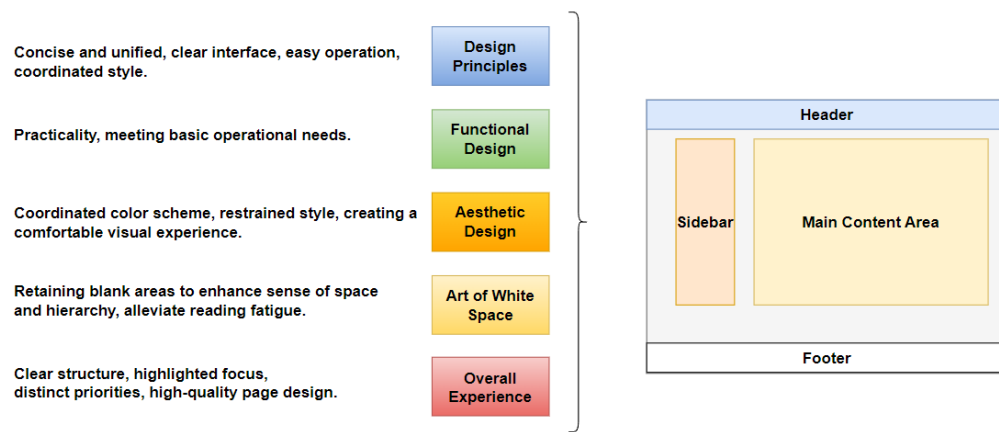 Concise and unified, clear interface, easy operation,
coordinated style.
Design
Principles
Practicality, meeting basic operational needs.
Functional
Design
Coordinated color scheme, restrained style, creating a
comfortable visual experience.
Aesthetic
Design
Retaining blank areas to enhance sense of space
and hierarchy, alleviate reading fatigue.
Art of White
Space
Clear structure, highlighted focus,
distinct priorities, high-quality page design.
Overall
Experience
Header
Sidebar
Main Content Area
Footer